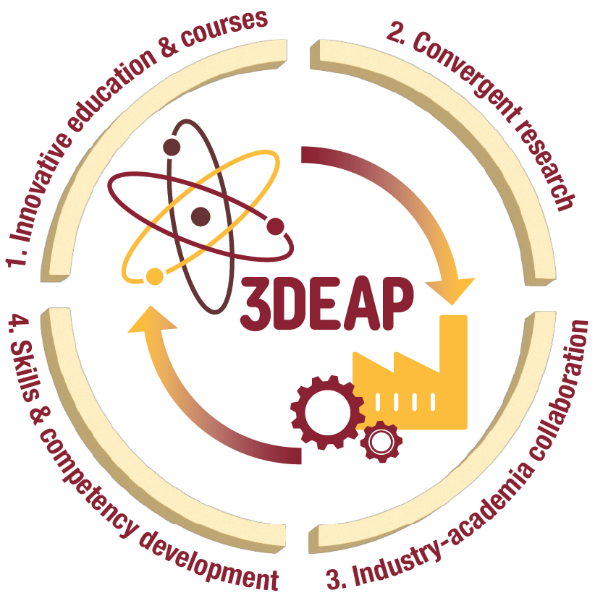 1. Innovative education & courses
2. Convergent research
3DEAP
3. Industry-academia collaboration
4. Skills & competency development